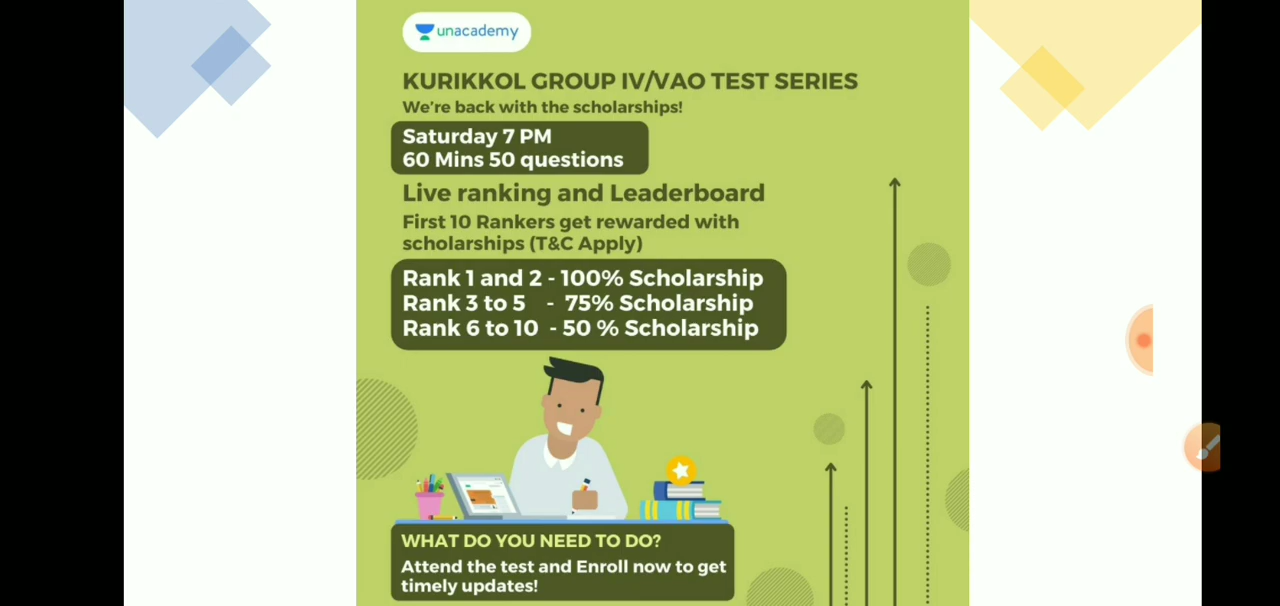 unacademy
KURIKKOL GROUP IV/VAO TEST SERIES
We're back with the scholarships!
Saturday 7 PM
60 Mins 50 questions
Live ranking and Leaderboard
First 10 Rankers get rewarded with
scholarships (T&C Apply)
Rank 1 and 2 - 100% Scholarship
Rank 3 to 5 - 75% Scholarship
Rank 6 to 10 - 50 % Scholarship
WHAT DO YOU NEED TO DO?
Attend the test and Enroll now to get
timely updates!